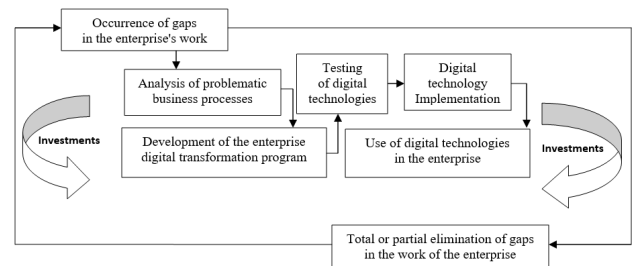 Occurrence of gaps
in the enterprise's work
Analysis of problematic
business processes
Development of the enterprise
digital transformation program
Testing
of digital
technologies
Digital
technology
Implementation
Use of digital technologies
in the enterprise
Investments
Investments
Total or partial elimination of gaps
in the work of the enterprise